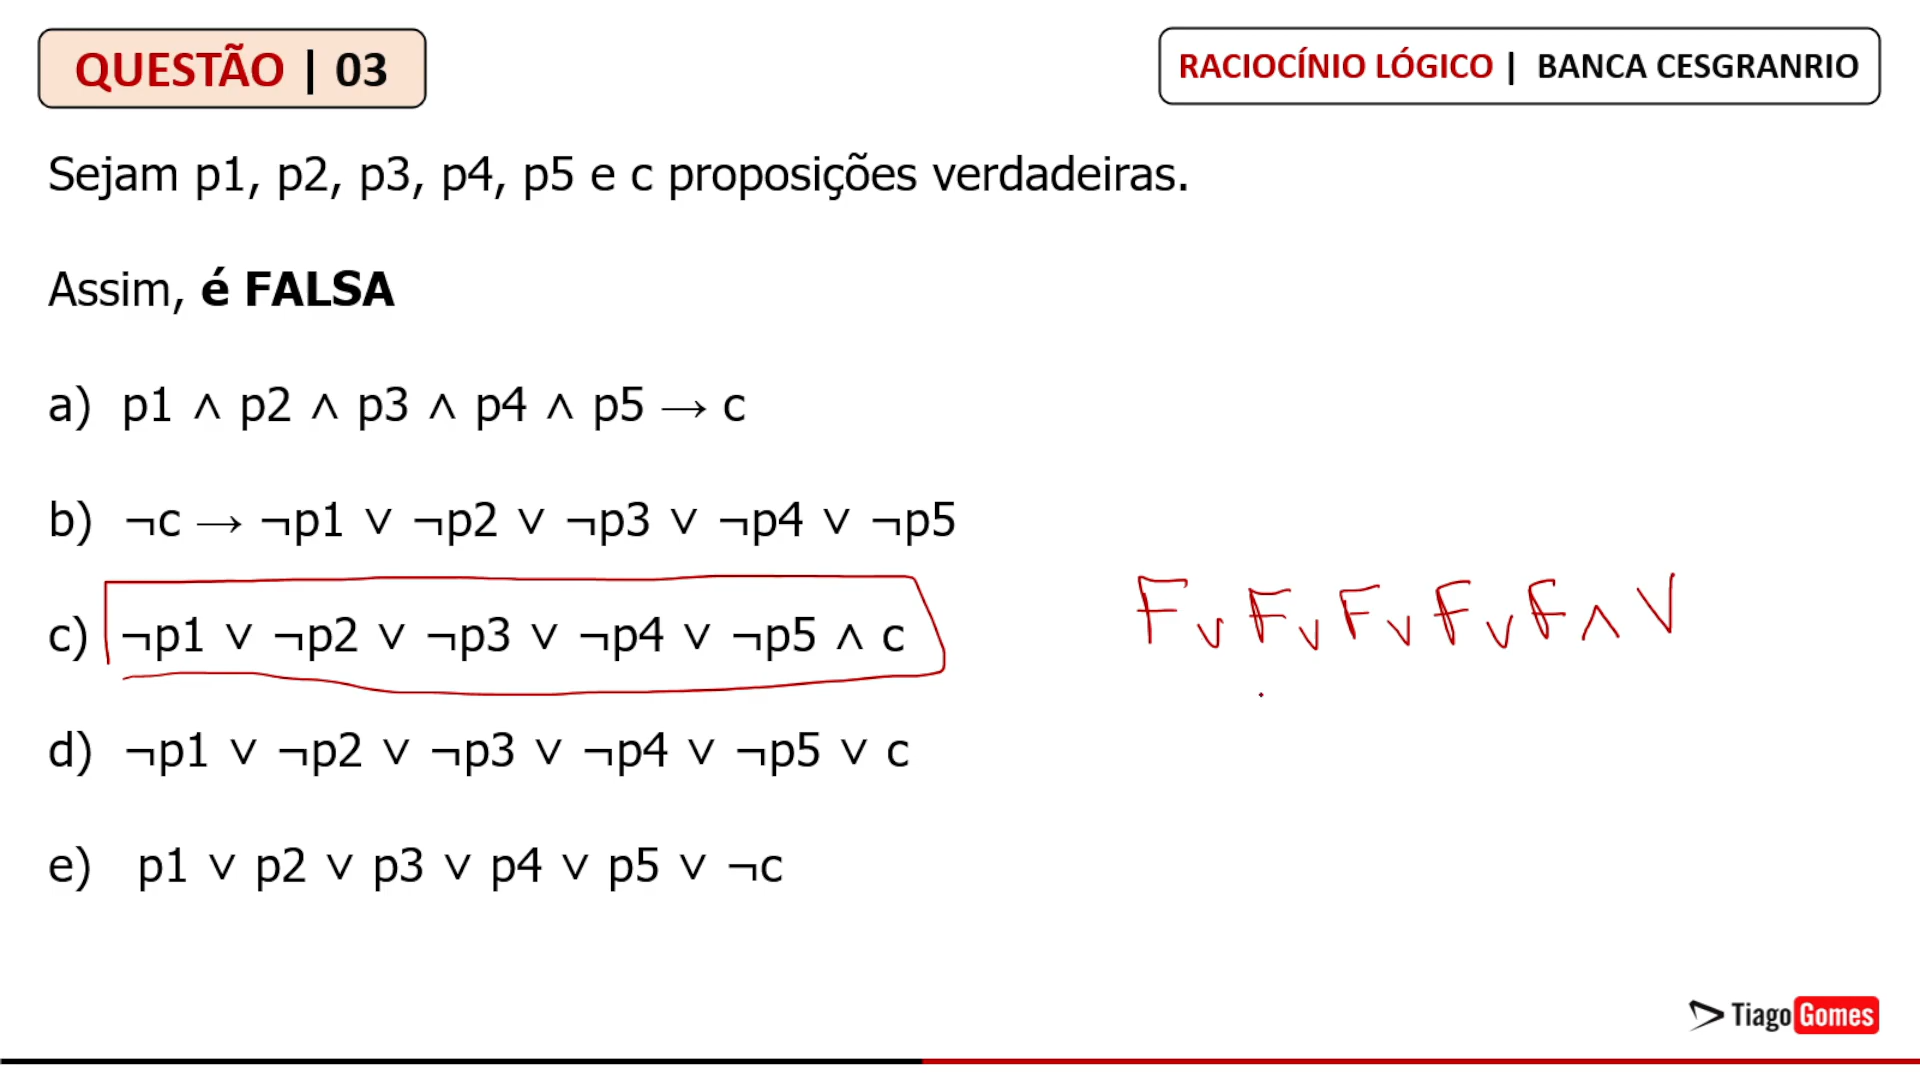 QUESTÃO | 03
RACIOCÍNIO LÓGICO | BANCA CESGRANRIO
Sejam p1, p2, p3, p4, p5 e c proposições verdadeiras.
Assim, é FALSA
a) p1 ∧ p2 ∧ p3 ∧ p4 ∧ p5 → c
b) ¬c → ¬p1 ∨ ¬p2 ∨ ¬p3 ∨ ¬p4 ∨ ¬p5
c) ¬p1 ∨ ¬p2 ∨ ¬p3 ∨ ¬p4 ∨ ¬p5 ∧ c
F ∨ F ∨ F ∨ F ∨ F ∧ V
d) ¬p1 ∨ ¬p2 ∨ ¬p3 ∨ ¬p4 ∨ ¬p5 ∨ c
e) p1 ∨ p2 ∨ p3 ∨ p4 ∨ p5 ∨ ¬c
Tiago Gomes